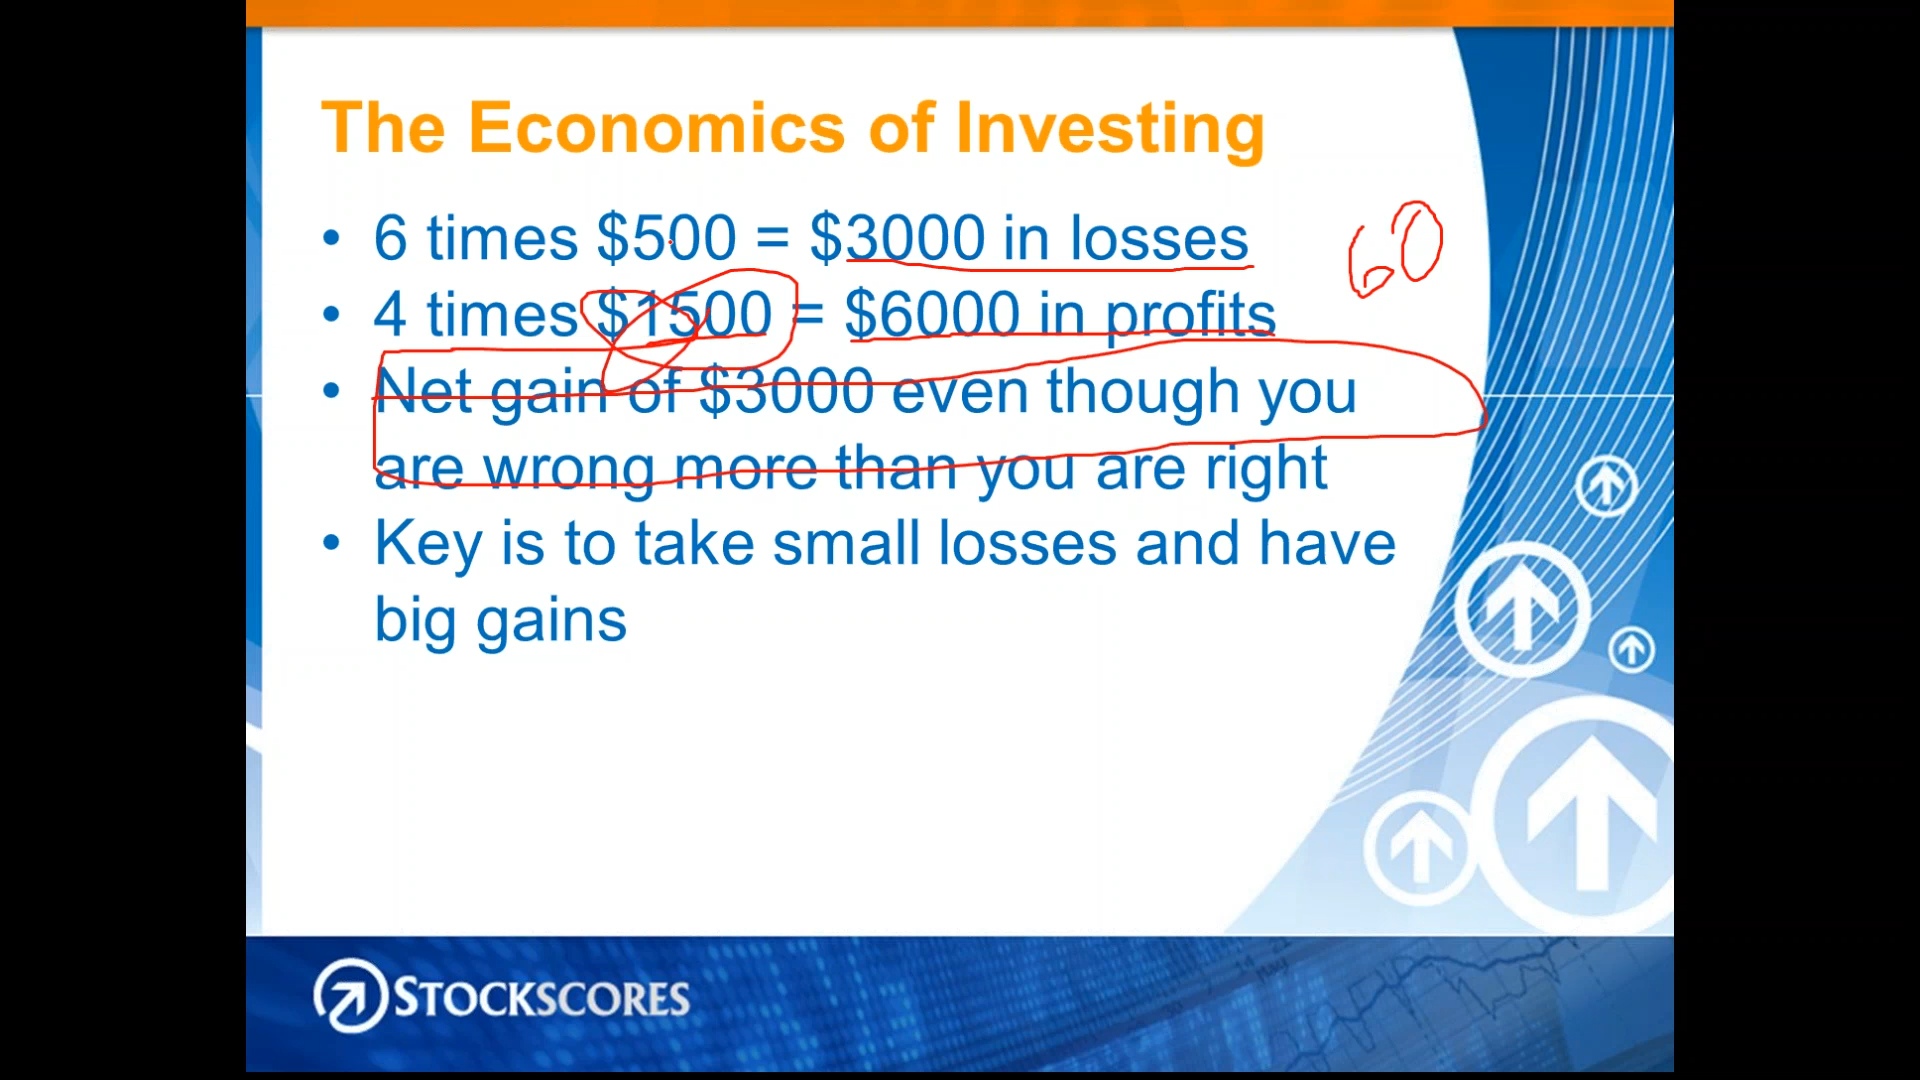 The Economics of Investing
• 6 times $500 = $3000 in losses
60
• 4 times $1500 = $6000 in profits
• Net gain of $3000 even though you
are wrong more than you are right
• Key is to take small losses and have
big gains
STOCKSCORES